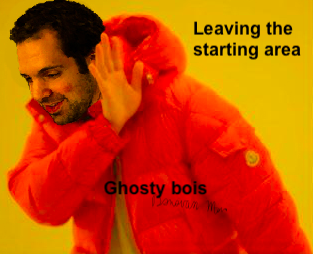 Leaving the
starting area
Ghosty bois